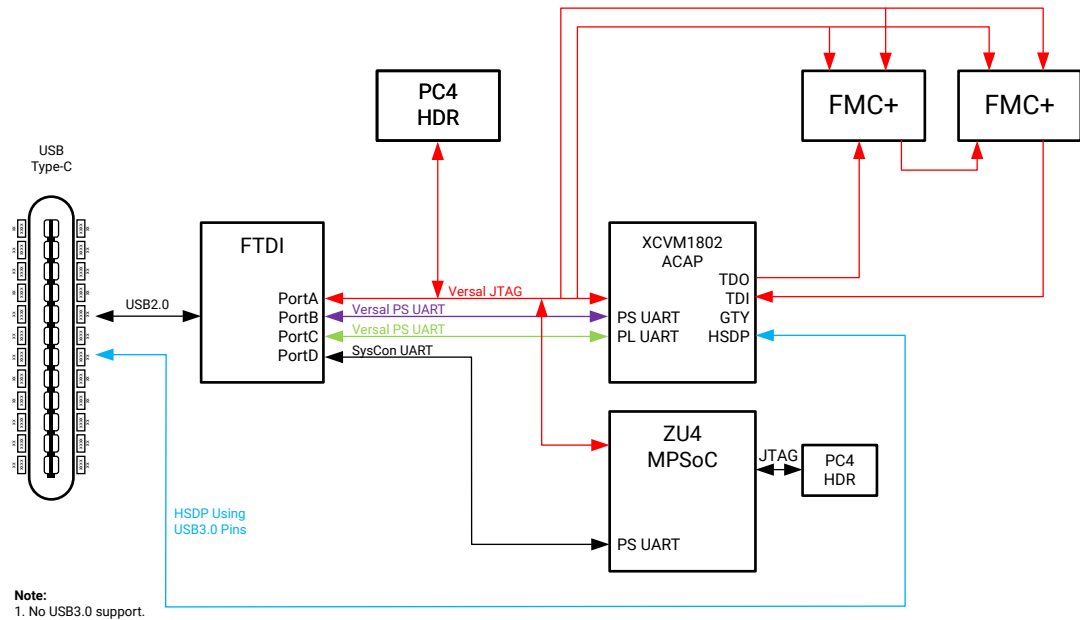 PC4
HDR
FMC+
FMC+
USB
Type-C
FTDI
XCVM1802
ACAP
TDO
TDI
GTY
HSDP
PortA
PortB
PortC
PortD
USB2.0
Versal JTAG
Versal PS UART
Versal PS UART
SysCon UART
PS UART
PL UART
ZU4
MPSoC
JTAG
PC4
HDR
HSDP Using
USB3.0 Pins
PS UART
Note:
1. No USB3.0 support.